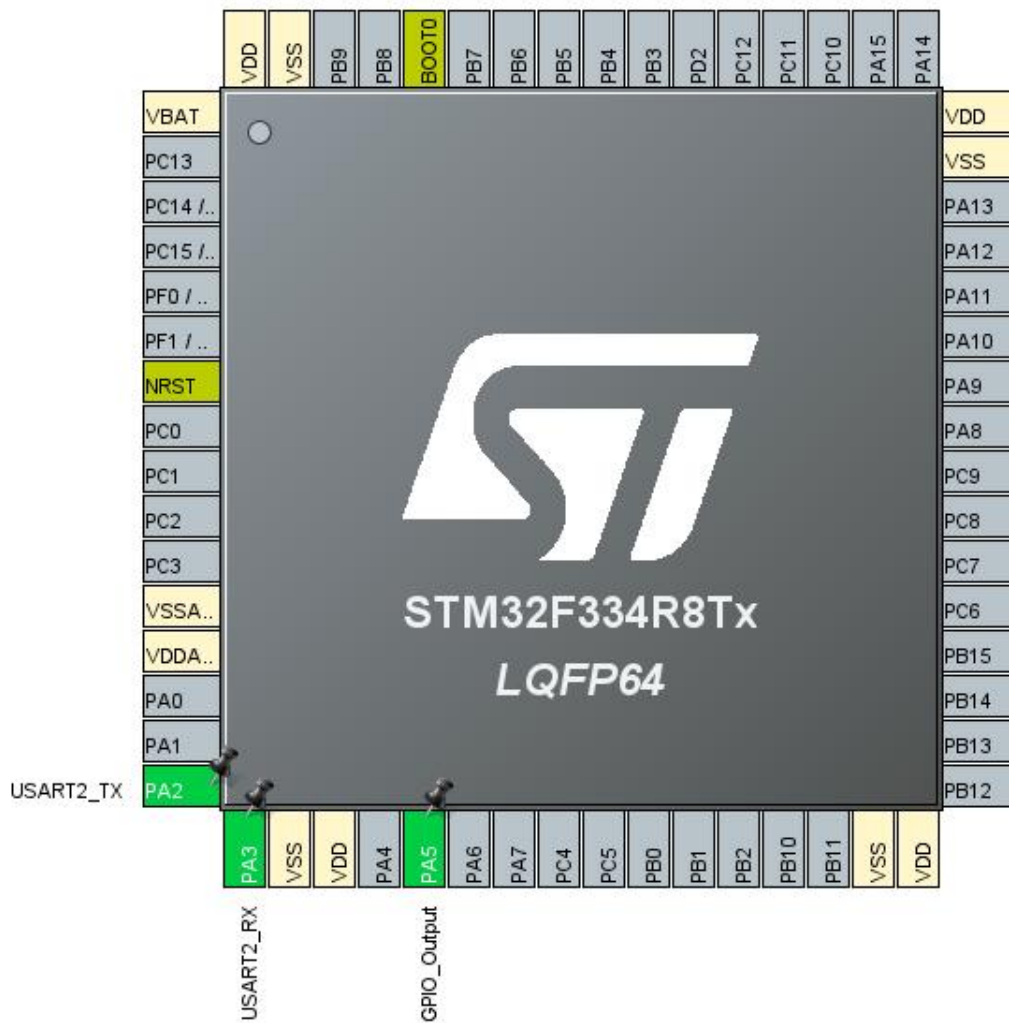 VDD
VSS
PB9
PB8
BOOT0
PB7
PB6
PB5
PB4
PB3
PD2
PC12
PC11
PC10
PA15
PA14
VBAT
PC13
PC14 /..
PC15 /..
PF0 / ..
PF1 / ..
NRST
PC0
PC1
PC2
PC3
VSSA..
VDDA..
PA0
PA1
USART2_TX PA2
VDD
VSS
PA13
PA12
PA11
PA10
PA9
PA8
PC9
PC8
PC7
PC6
PB15
PB14
PB13
PB12
ST
STM32F334R8Tx
LQFP64
PA3
VSS
VDD
PA4
PA5
PA6
PA7
PC4
PC5
PB0
PB1
PB2
PB10
PB11
VSS
VDD
USART2_RX
GPIO_Output